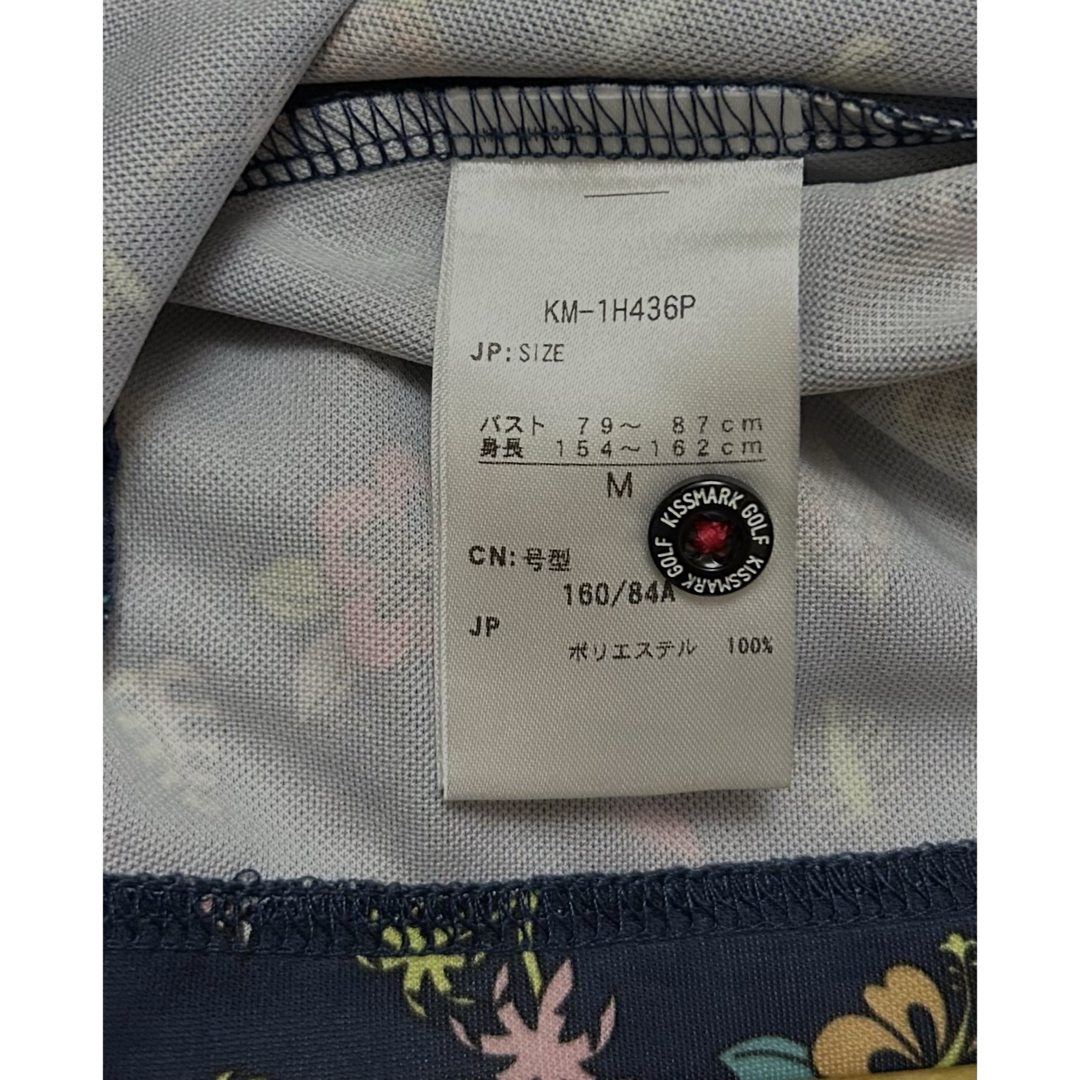 KM-1H436P
JP:SIZE
バスト 79～ 87cm
身長 154～162cm
M
KISSMARK GOLF KISSMARK GOLF
CN:号型
160/84A
JP
ポリエステル 100%